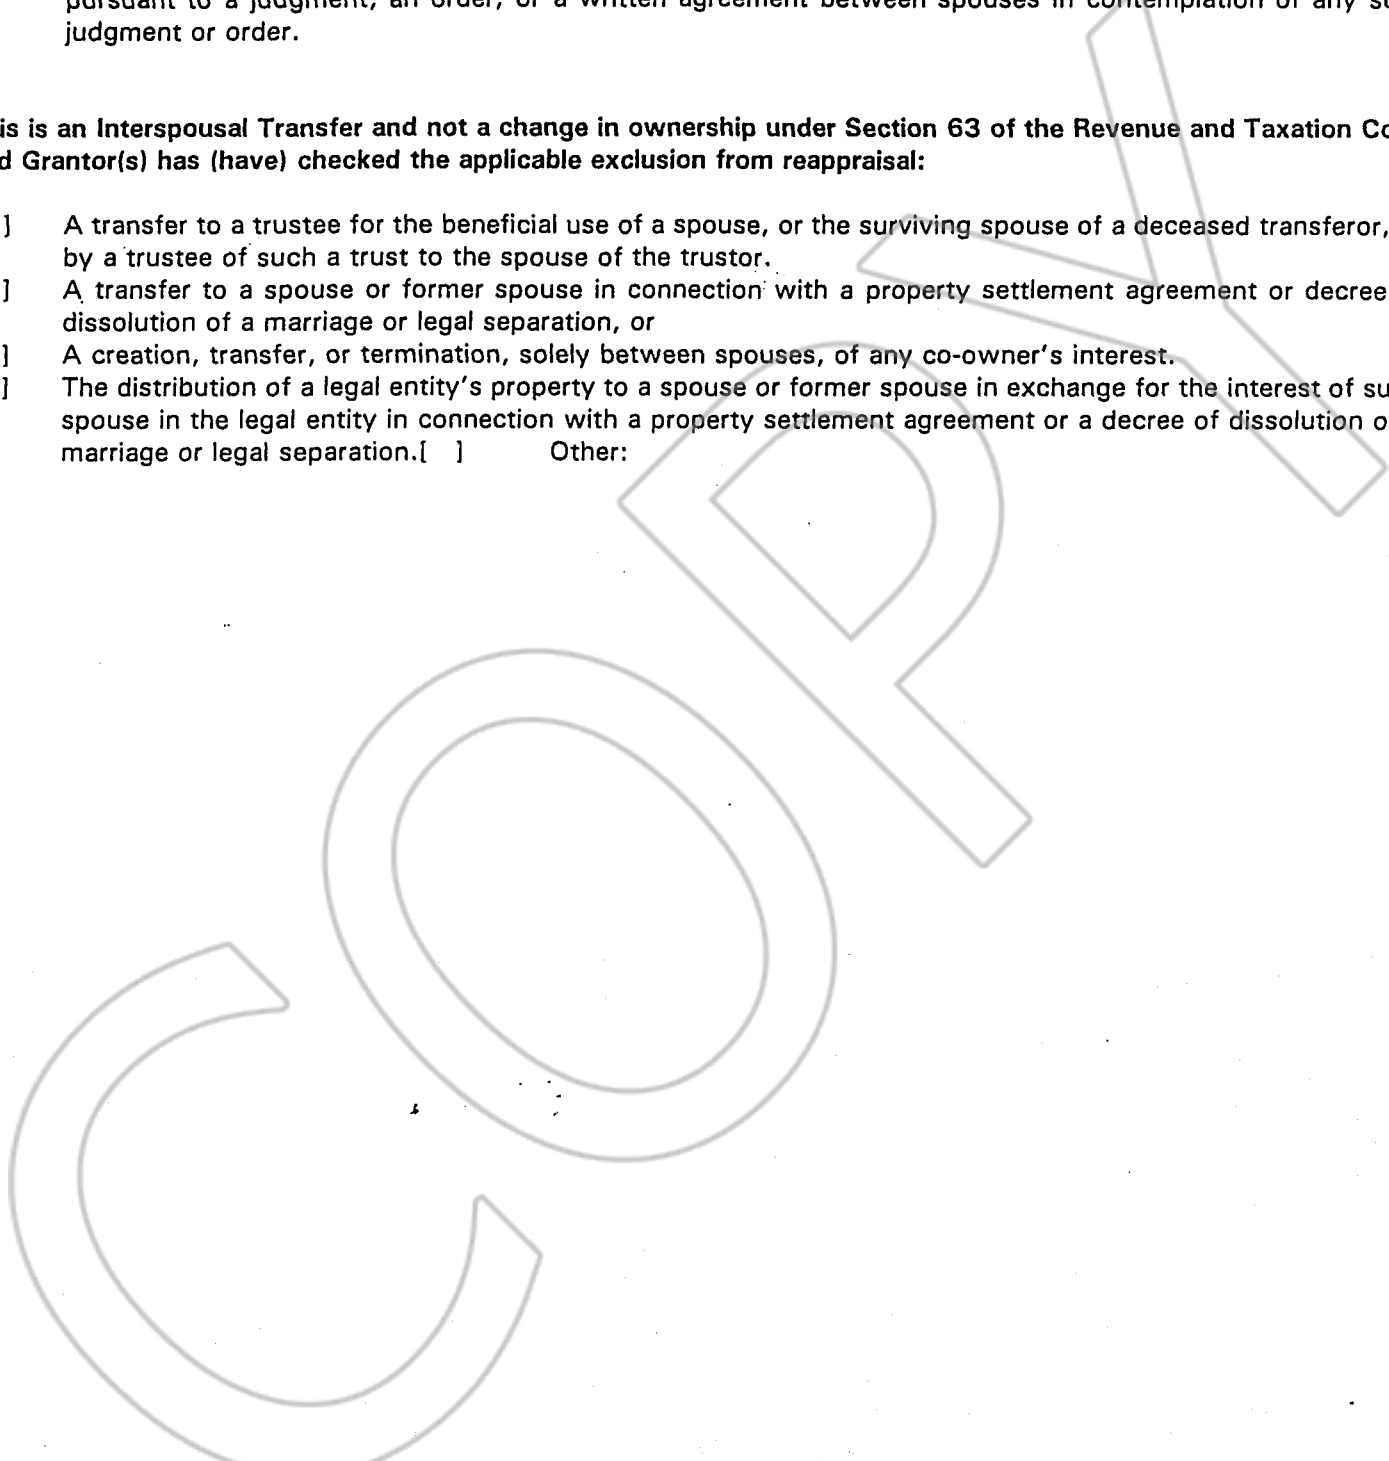 pursuant to a judgment, an order, or a written agreement between spouses in contemplation of any su
judgment or order.
is is an Interspousal Transfer and not a change in ownership under Section 63 of the Revenue and Taxation Co
d Grantor(s) has (have) checked the applicable exclusion from reappraisal:
] A transfer to a trustee for the beneficial use of a spouse, or the surviving spouse of a deceased transferor,
by a trustee of such a trust to the spouse of the trustor.
] A transfer to a spouse or former spouse in connection with a property settlement agreement or decree
dissolution of a marriage or legal separation, or
] A creation, transfer, or termination, solely between spouses, of any co-owner's interest.
] The distribution of a legal entity's property to a spouse or former spouse in exchange for the interest of su
spouse in the legal entity in connection with a property settlement agreement or a decree of dissolution o
marriage or legal separation.[ ] Other:
COPY